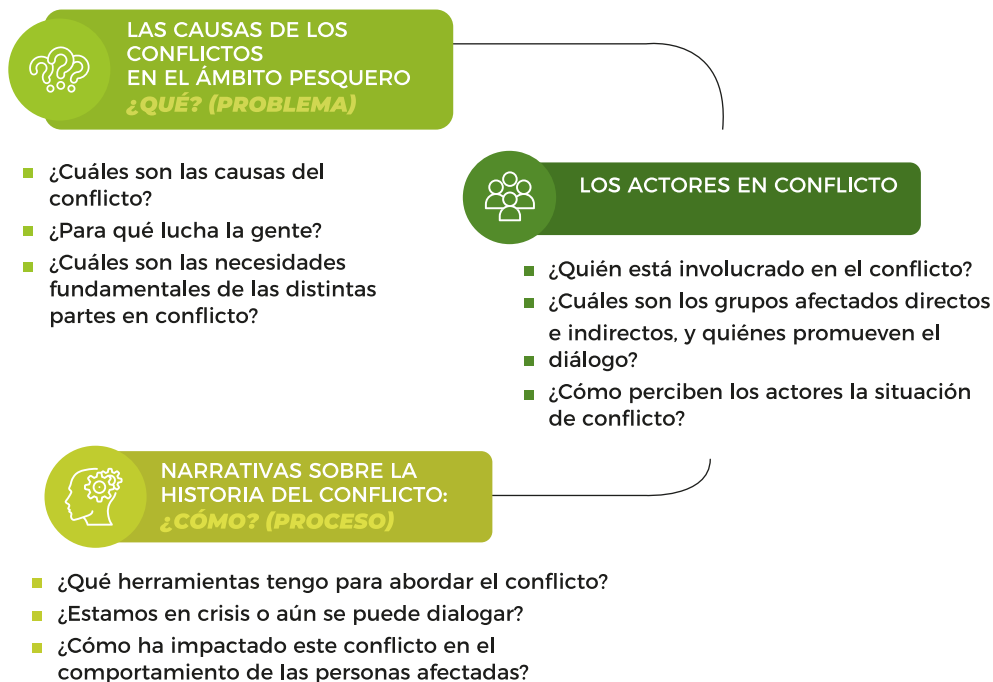 LAS CAUSAS DE LOS
CONFLICTOS
EN EL ÁMBITO PESQUERO
¿QUÉ? (PROBLEMA)
¿Cuáles son las causas del
conflicto?
¿Para qué lucha la gente?
¿Cuáles son las necesidades
fundamentales de las distintas
partes en conflicto?
LOS ACTORES EN CONFLICTO
¿Quién está involucrado en el conflicto?
¿Cuáles son los grupos afectados directos
e indirectos, y quiénes promueven el
diálogo?
¿Cómo perciben los actores la situación
de conflicto?
NARRATIVAS SOBRE LA
HISTORIA DEL CONFLICTO:
¿CÓMO? (PROCESO)
¿Qué herramientas tengo para abordar el conflicto?
¿Estamos en crisis o aún se puede dialogar?
¿Cómo ha impactado este conflicto en el
comportamiento de las personas afectadas?